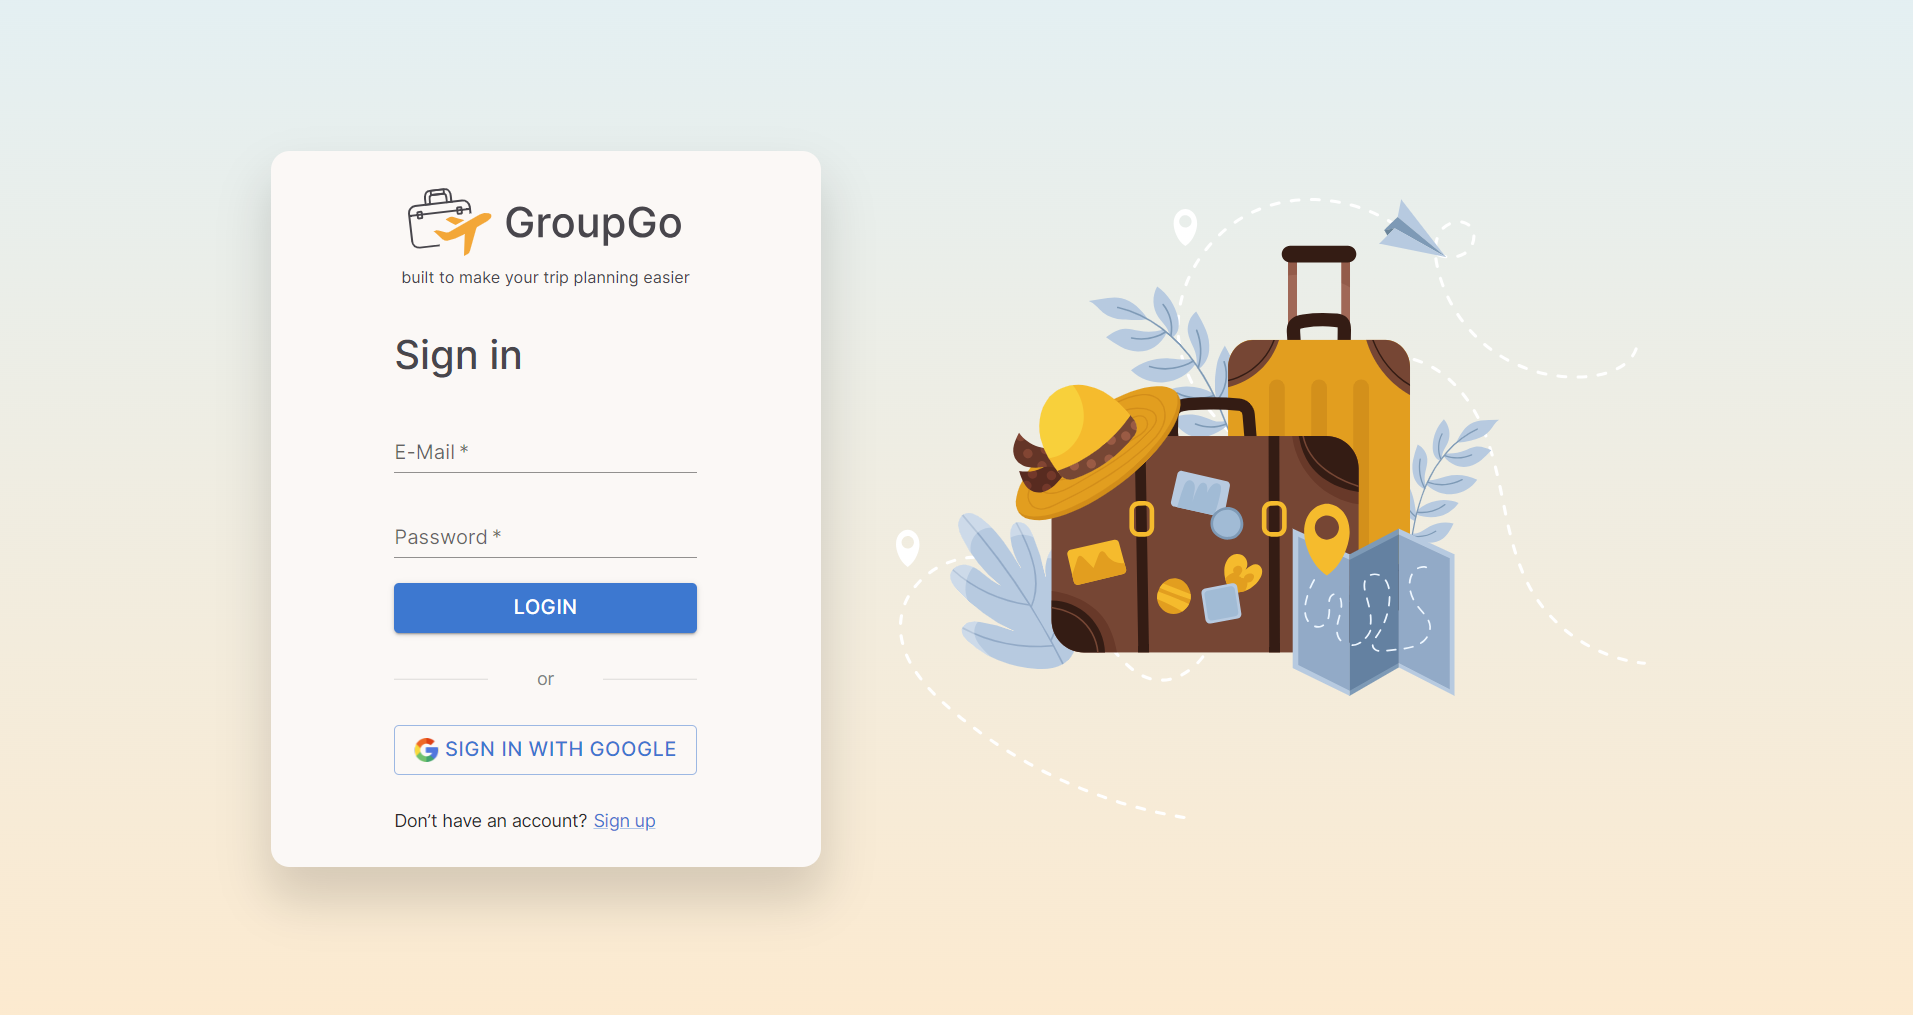 GroupGo
built to make your trip planning easier
Sign in
E-Mail *
Password *
LOGIN
or
SIGN IN WITH GOOGLE
Don’t have an account? Sign up